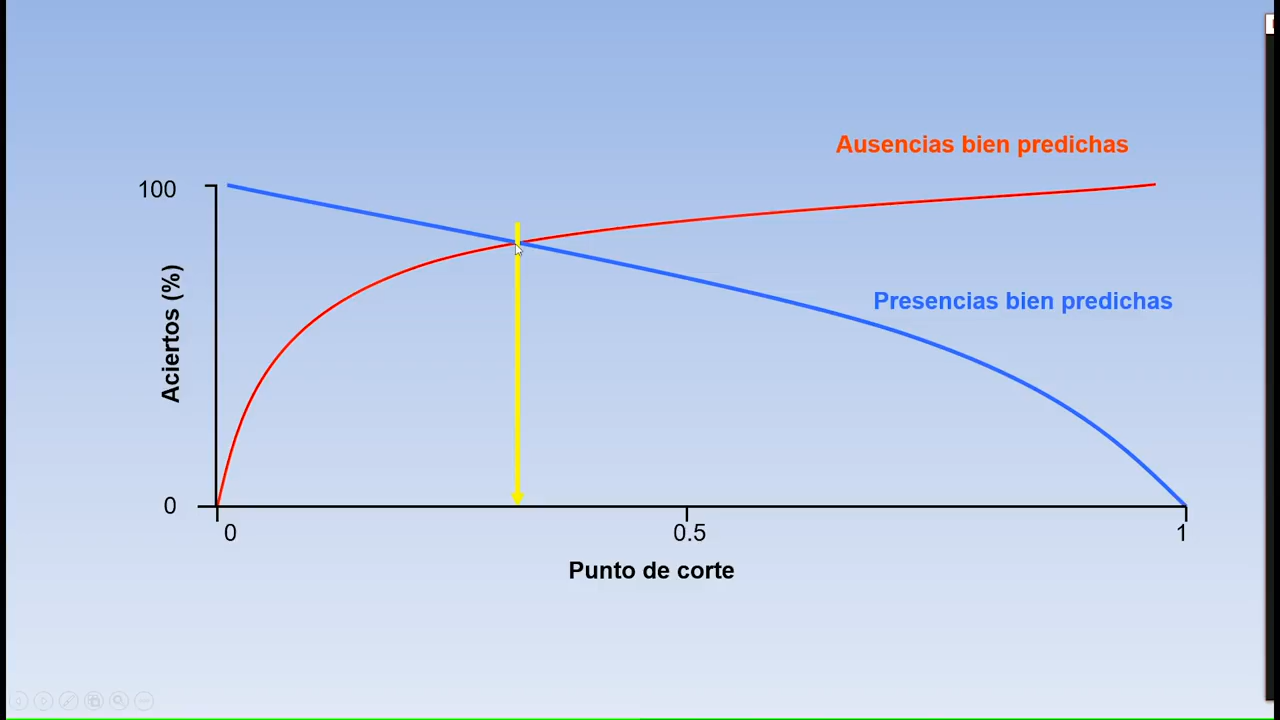 Ausencias bien predichas
100
Aciertos (%)
Presencias bien predichas
0
0
0.5
1
Punto de corte